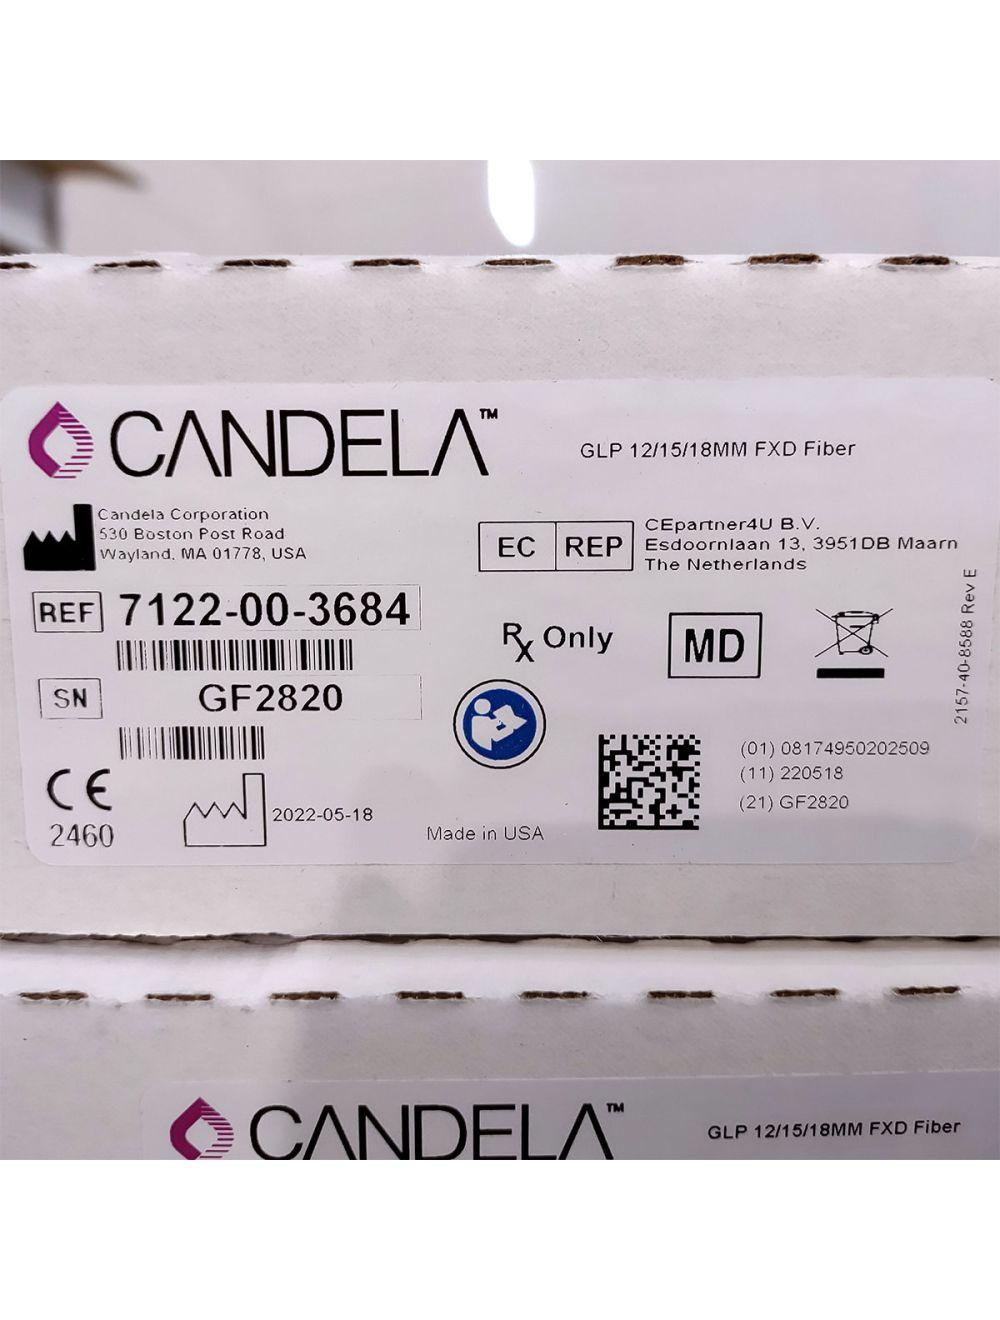 CANDELA™
GLP 12/15/18MM FXD Fiber
Candela Corporation
530 Boston Post Road
Wayland, MA 01778, USA
EC REP
CEpartner4U B.V.
Esdoornlaan 13, 3951DB Maarn
The Netherlands
REF 7122-00-3684
Rx Only
MD
2157-40-8588 Rev E
SN GF2820
(01) 08174950202509
(11) 220518
(21) GF2820
CE
2460
2022-05-18
Made in USA
CANDELA™
GLP 12/15/18MM FXD Fiber